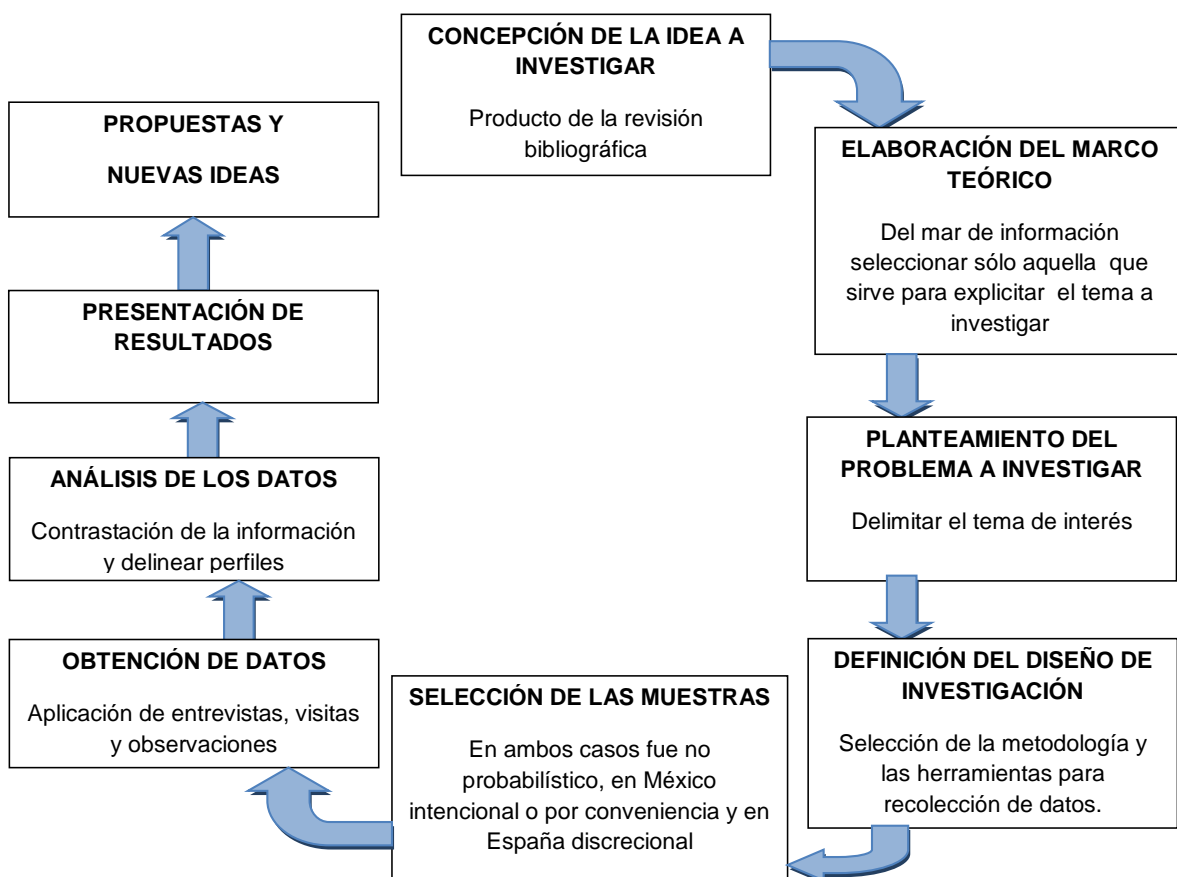 CONCEPCIÓN DE LA IDEA A
INVESTIGAR
Producto de la revisión
bibliográfica
ELABORACIÓN DEL MARCO
TEÓRICO
Del mar de información
seleccionar sólo aquella que
sirve para explicitar el tema a
investigar
PLANTEAMIENTO DEL
PROBLEMA A INVESTIGAR
Delimitar el tema de interés
DEFINICIÓN DEL DISEÑO DE
INVESTIGACIÓN
Selección de la metodología y
las herramientas para
recolección de datos.
SELECCIÓN DE LAS MUESTRAS
En ambos casos fue no
probabilístico, en México
intencional o por conveniencia y en
España discrecional
OBTENCIÓN DE DATOS
Aplicación de entrevistas, visitas
y observaciones
ANÁLISIS DE LOS DATOS
Contrastación de la información
y delinear perfiles
PRESENTACIÓN DE
RESULTADOS
PROPUESTAS Y
NUEVAS IDEAS